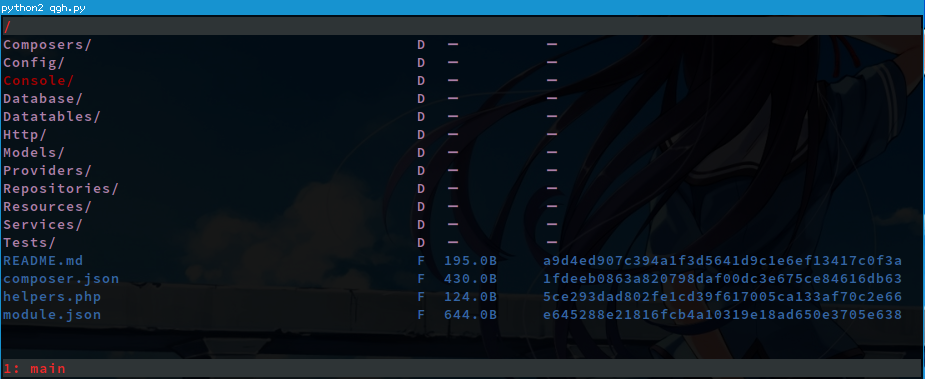 python2 qgh.py
/
Composers/ D — —
Config/ D — —
Console/ D — —
Database/ D — —
Datatables/ D — —
Http/ D — —
Models/ D — —
Providers/ D — —
Repositories/ D — —
Resources/ D — —
Services/ D — —
Tests/ D — —
README.md F 195.0B a9d4ed907c394a1f3d5641d9c1e6ef13417c0f3a
composer.json F 430.0B 1fdeeb0863a820798daf00dc3e675ce84616db63
helpers.php F 124.0B 5ce293dad802fe1cd39f617005ca133af70c2e66
module.json F 644.0B e645288e21816fcb4a10319e18ad650e3705e638
1: main